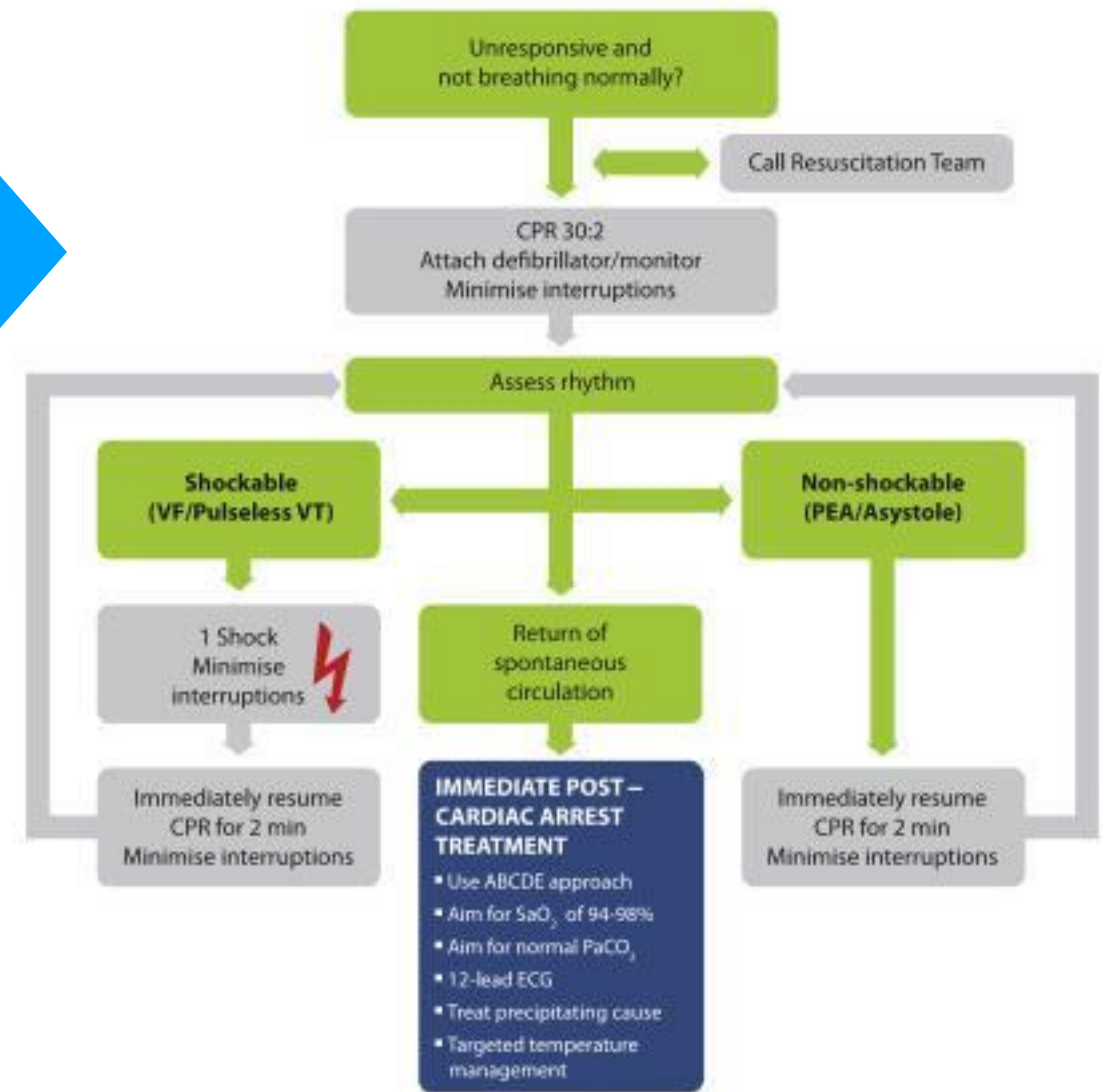 Unresponsive and
not breathing normally?
Call Resuscitation Team
CPR 30:2
Attach defibrillator/monitor
Minimise interruptions
Assess rhythm
Shockable
(VF/Pulseless VT)
Non-shockable
(PEA/Asystole)
1 Shock
Minimise
interruptions
Return of
spontaneous
circulation
Immediately resume
CPR for 2 min
Minimise interruptions
IMMEDIATE POST –
CARDIAC ARREST
TREATMENT
▪ Use ABCDE approach
▪ Aim for SaO₂ of 94-98%
▪ Aim for normal PaCO₂
▪ 12-lead ECG
▪ Treat precipitating cause
▪ Targeted temperature
management
Immediately resume
CPR for 2 min
Minimise interruptions